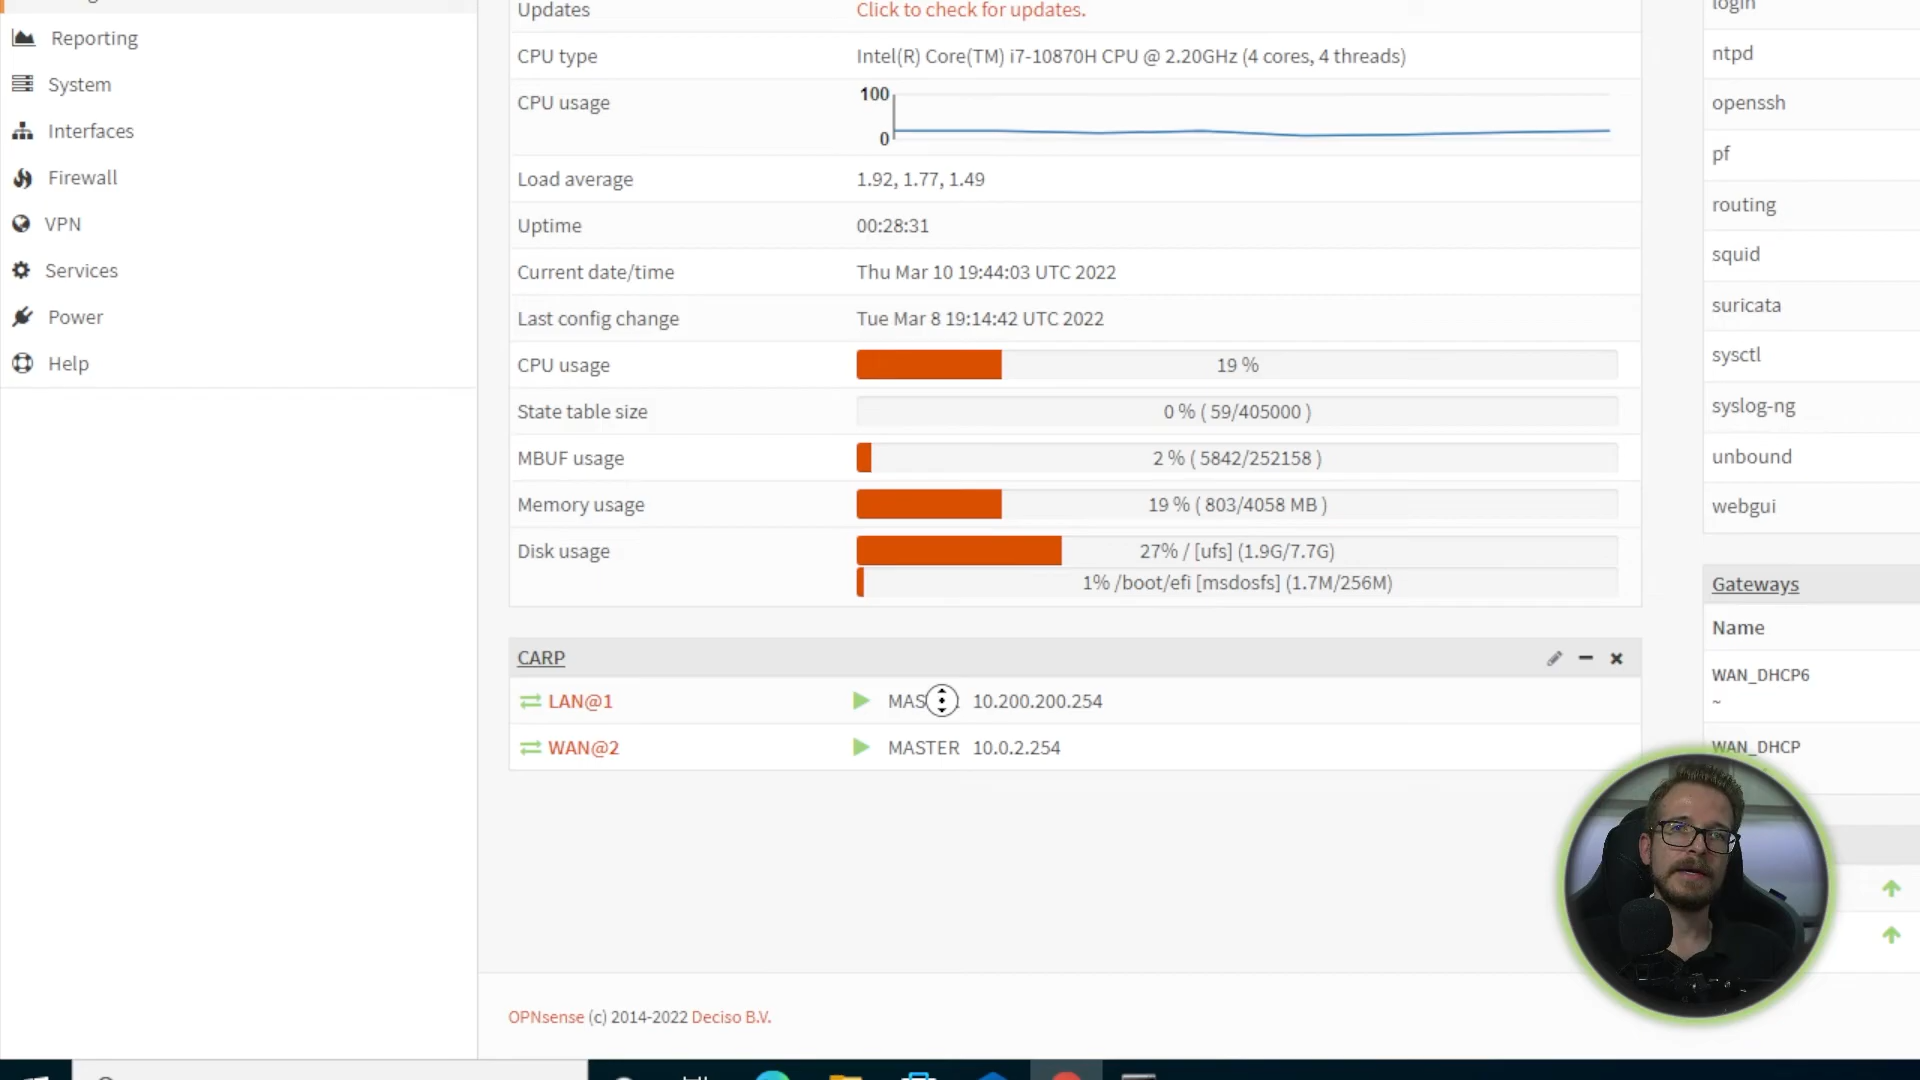 Reporting
System
Interfaces
Firewall
VPN
Services
Power
Help
Updates Click to check for updates.
CPU type Intel(R) Core(TM) i7-10870H CPU @ 2.20GHz (4 cores, 4 threads)
CPU usage 100
0
Load average 1.92, 1.77, 1.49
Uptime 00:28:31
Current date/time Thu Mar 10 19:44:03 UTC 2022
Last config change Tue Mar 8 19:14:42 UTC 2022
CPU usage 19 %
State table size 0 % ( 59/405000 )
MBUF usage 2 % ( 5842/252158 )
Memory usage 19 % ( 803/4058 MB )
Disk usage 27% / [ufs] (1.9G/7.7G)
1% /boot/efi [msdosfs] (1.7M/256M)
CARP
LAN@1 MAS 10.200.200.254
WAN@2 MASTER 10.0.2.254
OPNsense (c) 2014-2022 Deciso B.V.
login
ntpd
openssh
pf
routing
squid
suricata
sysctl
syslog-ng
unbound
webgui
Gateways
Name
WAN_DHCP6
~
WAN_DHCP